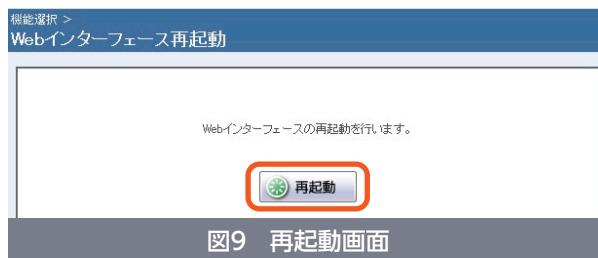 機能選択 >
Webインターフェース再起動
Webインターフェースの再起動を行います。
再起動
図9 再起動画面